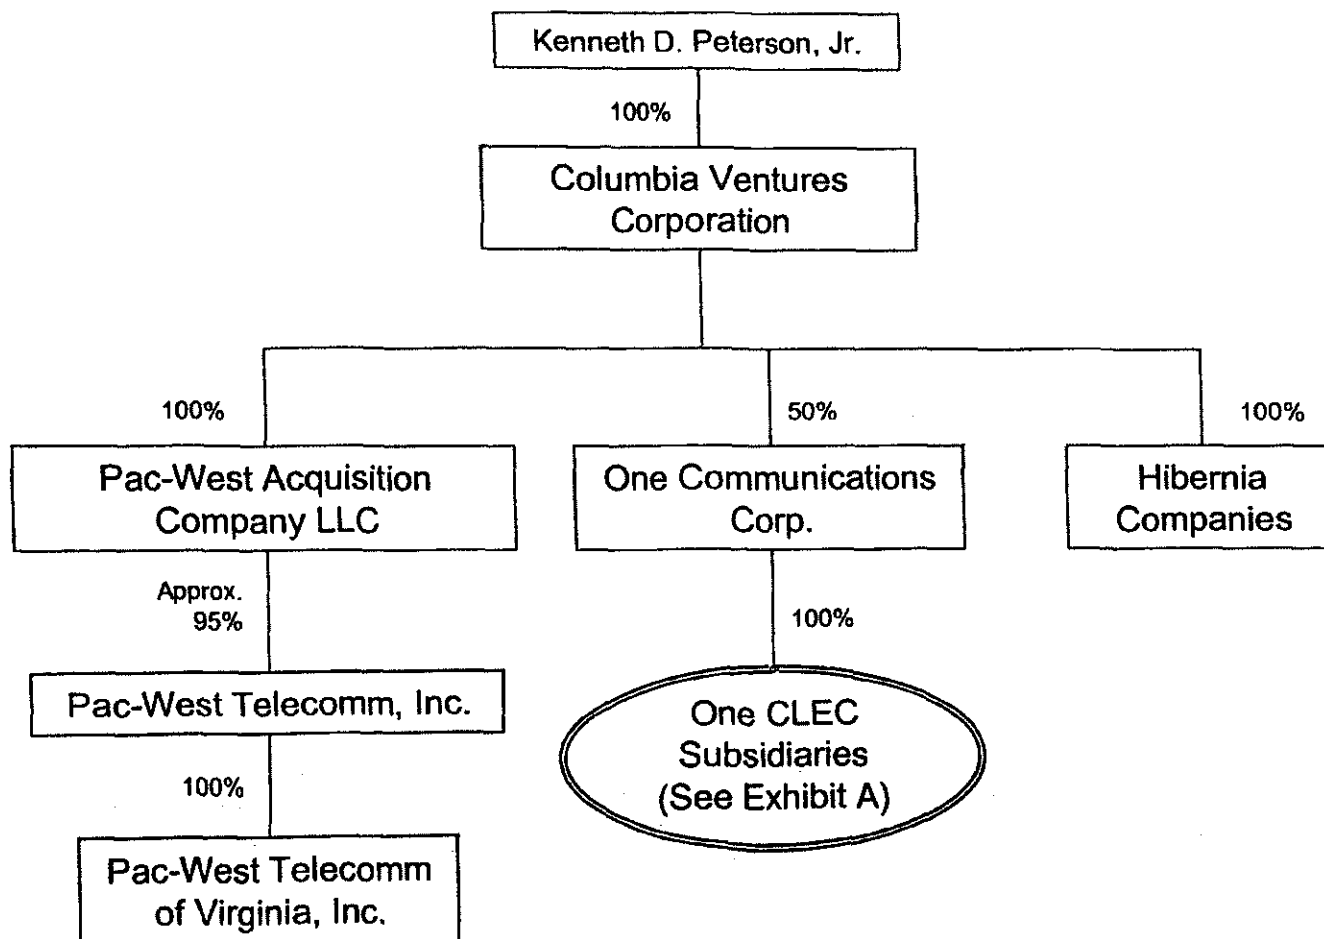 Kenneth D. Peterson, Jr.
100%
Columbia Ventures
Corporation
100%
50%
100%
Pac-West Acquisition
Company LLC
One Communications
Corp.
Hibernia
Companies
Approx.
95%
100%
Pac-West Telecomm, Inc.
One CLEC
Subsidiaries
(See Exhibit A)
100%
Pac-West Telecomm
of Virginia, Inc.